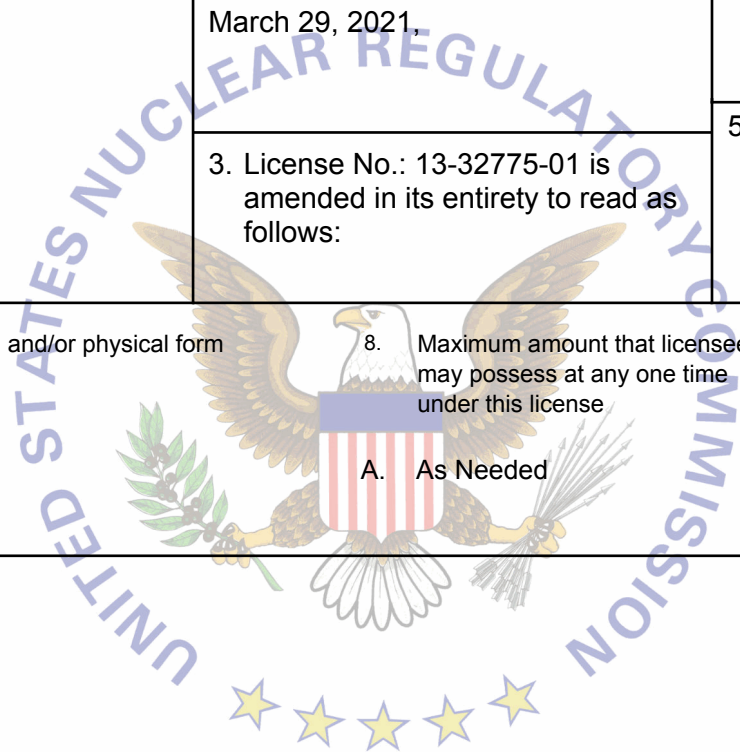 March 29, 2021,
5
3. License No.: 13-32775-01 is
amended in its entirety to read as
follows:
and/or physical form
8. Maximum amount that licensee
may possess at any one time
under this license
A. As Needed
UNITED STATES NUCLEAR REGULATORY COMMISSION